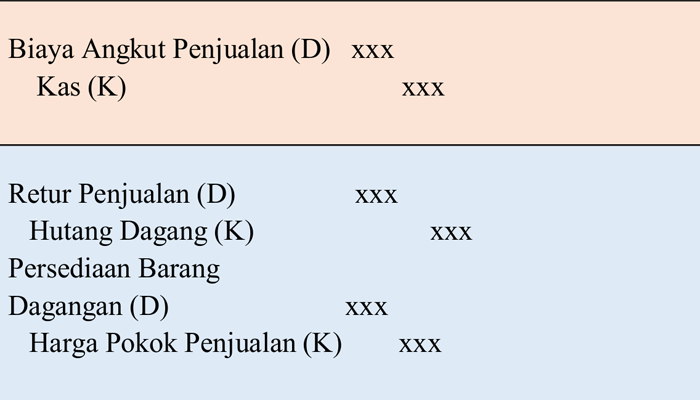 Biaya Angkut Penjualan (D) xxx
Kas (K) xxx
Retur Penjualan (D) xxx
Hutang Dagang (K) xxx
Persediaan Barang
Dagangan (D) xxx
Harga Pokok Penjualan (K) xxx